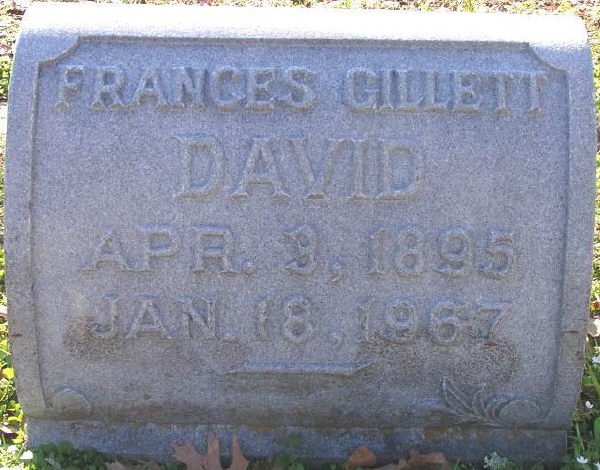 FRANCES GILLETT
DAVID
APR. 3, 1895
JAN. 18, 1967